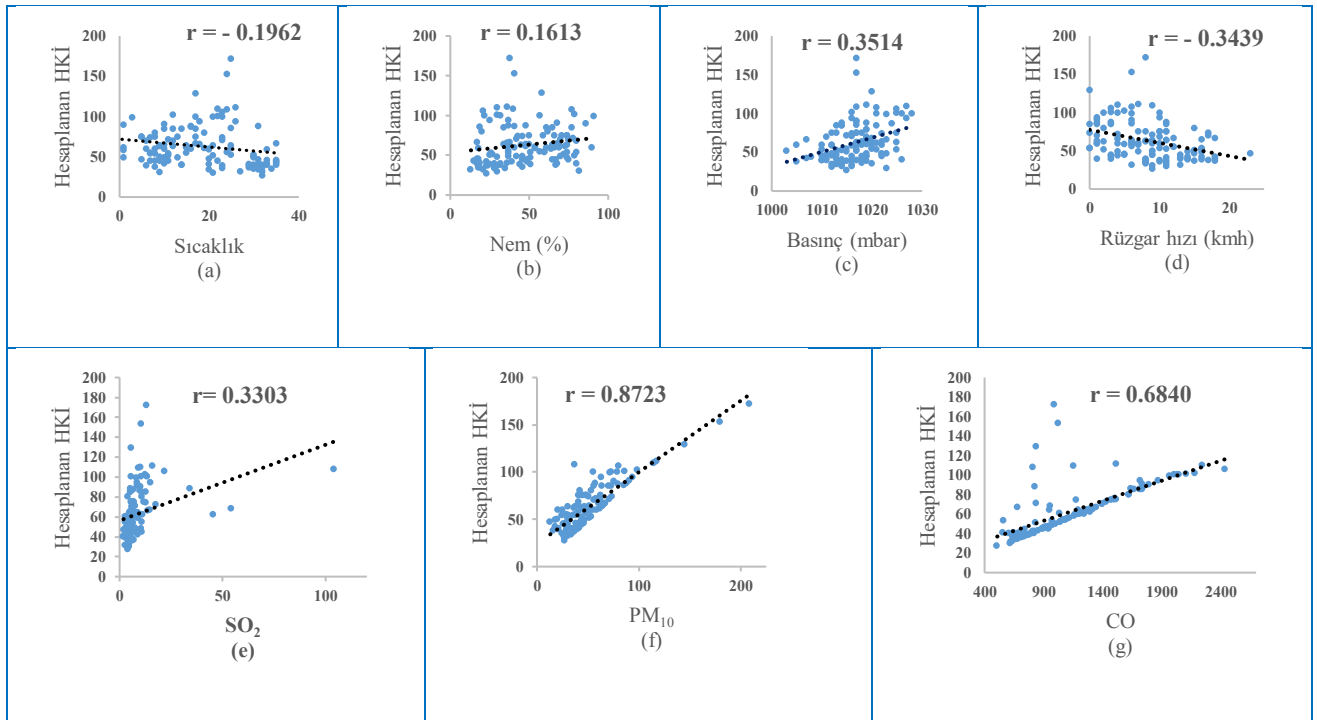 r = - 0.1962
Hesaplanan HKİ
200
150
100
50
0
0 20 40
Sıcaklık
(a)
r = 0.1613
Hesaplanan HKİ
200
150
100
50
0
0 50 100
Nem (%)
(b)
r = 0.3514
Hesaplanan HKİ
200
150
100
50
0
1000 1010 1020 1030
Basınç (mbar)
(c)
r = - 0.3439
Hesaplanan HKİ
200
150
100
50
0
0 10 20
Rüzgar hızı (kmh)
(d)
r= 0.3303
Hesaplanan HKİ
200
180
160
140
120
100
80
60
40
20
0
0 50 100
SO₂
(e)
r = 0.8723
Hesaplanan HKİ
200
150
100
50
0
0 100 200
PM₁₀
(f)
r = 0.6840
Hesaplanan HKİ
200
180
160
140
120
100
80
60
40
20
0
400 900 1400 1900 2400
CO
(g)